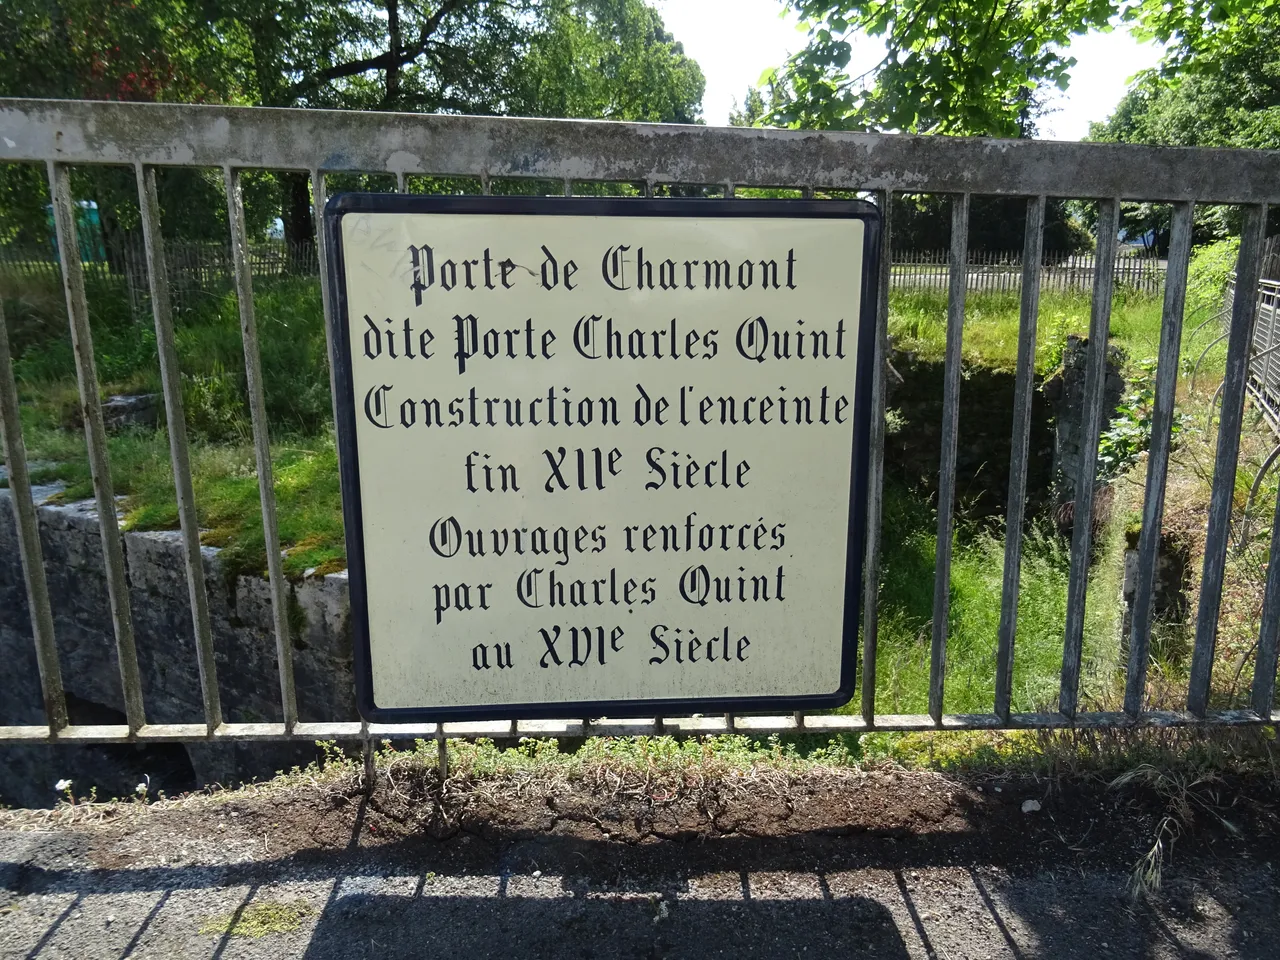 Porte de Charmont
dite Porte Charles Quint
Construction de l'enceinte
fin XIIe Siècle
Ouvrages renforcés
par Charles Quint
au XVIe Siècle